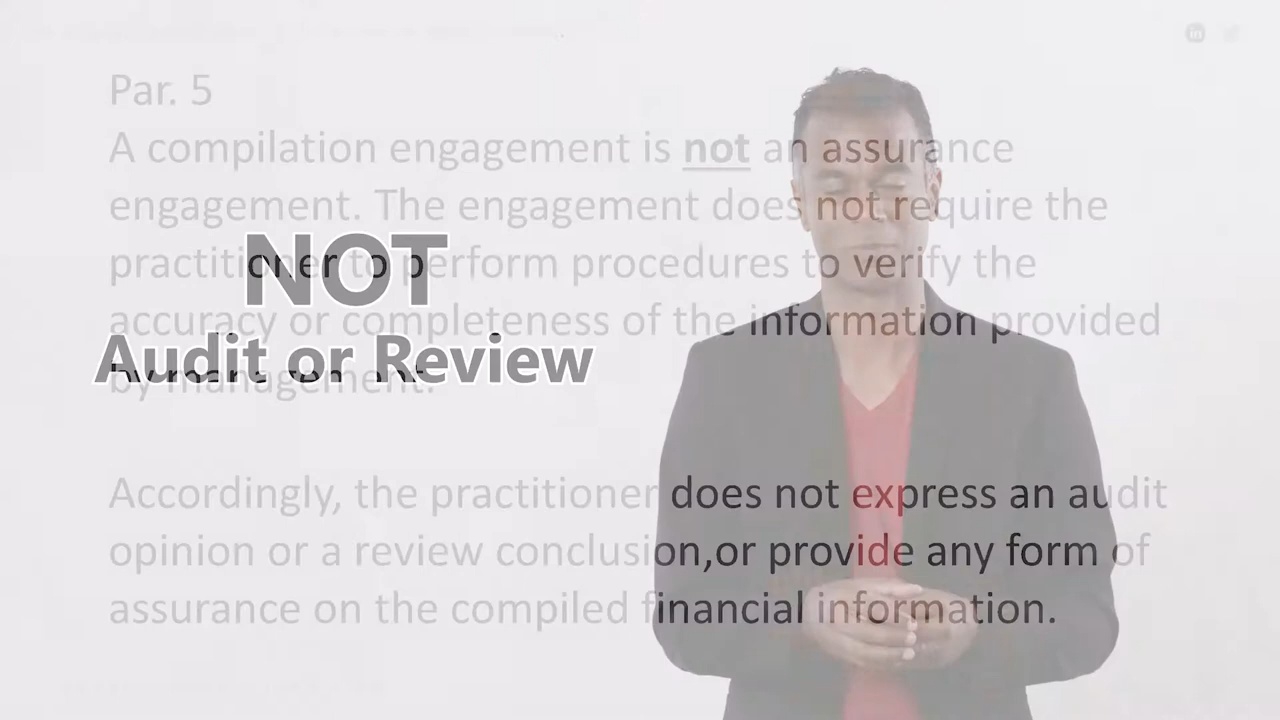 Par. 5
A compilation engagement is not an assurance
engagement. The engagement does not require the
practitioner to perform procedures to verify the
accuracy or completeness of the information provided
by management.
NOT
Audit or Review
Accordingly, the practitioner does not express an audit
opinion or a review conclusion,or provide any form of
assurance on the compiled financial information.
in